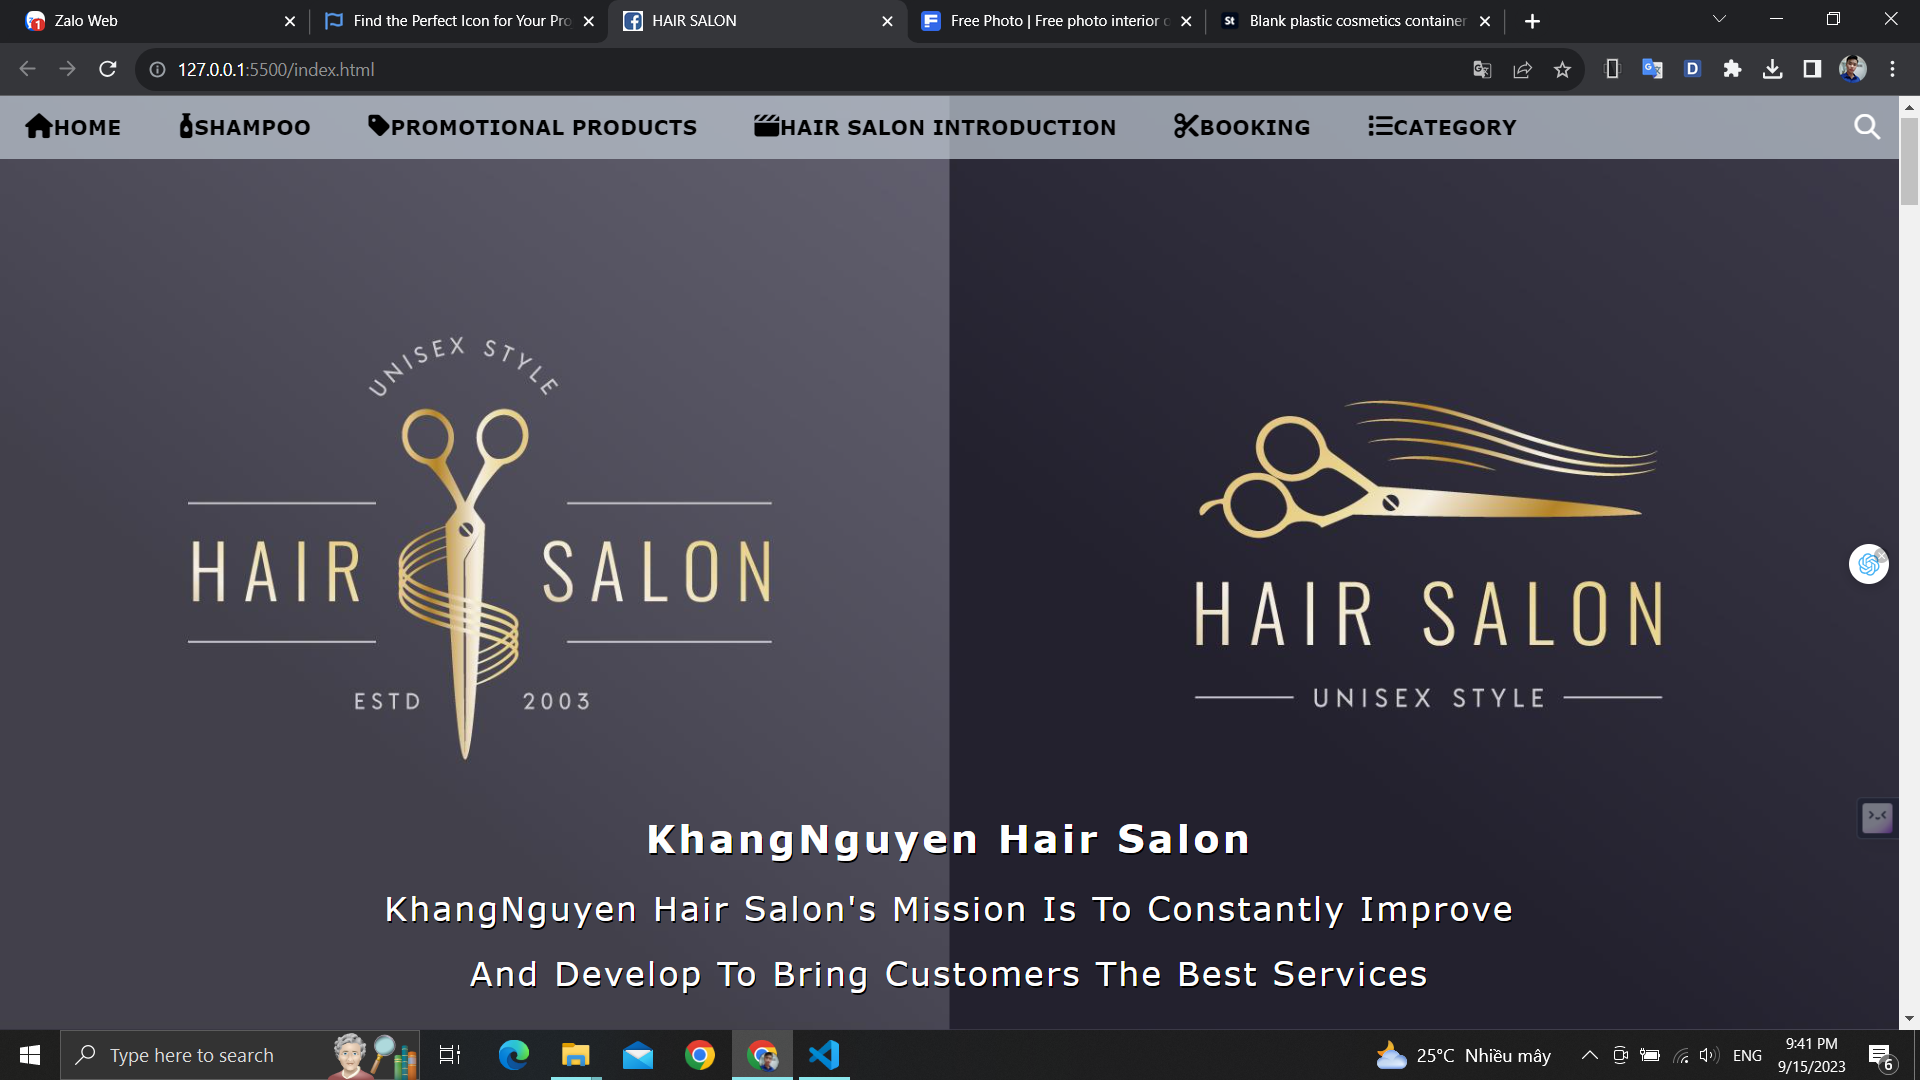 Zalo Web
Find the Perfect Icon for Your Pro
HAIR SALON
Free Photo | Free photo interior
Blank plastic cosmetics container
127.0.0.1:5500/index.html
HOME
SHAMPOO
PROMOTIONAL PRODUCTS
HAIR SALON INTRODUCTION
BOOKING
CATEGORY
UNISEX STYLE
HAIR SALON
ESTD 2003
HAIR SALON
UNISEX STYLE
KhangNguyen Hair Salon
KhangNguyen Hair Salon's Mission Is To Constantly Improve
And Develop To Bring Customers The Best Services
Type here to search
25°C Nhiều mây
ENG
9:41 PM
9/15/2023
6